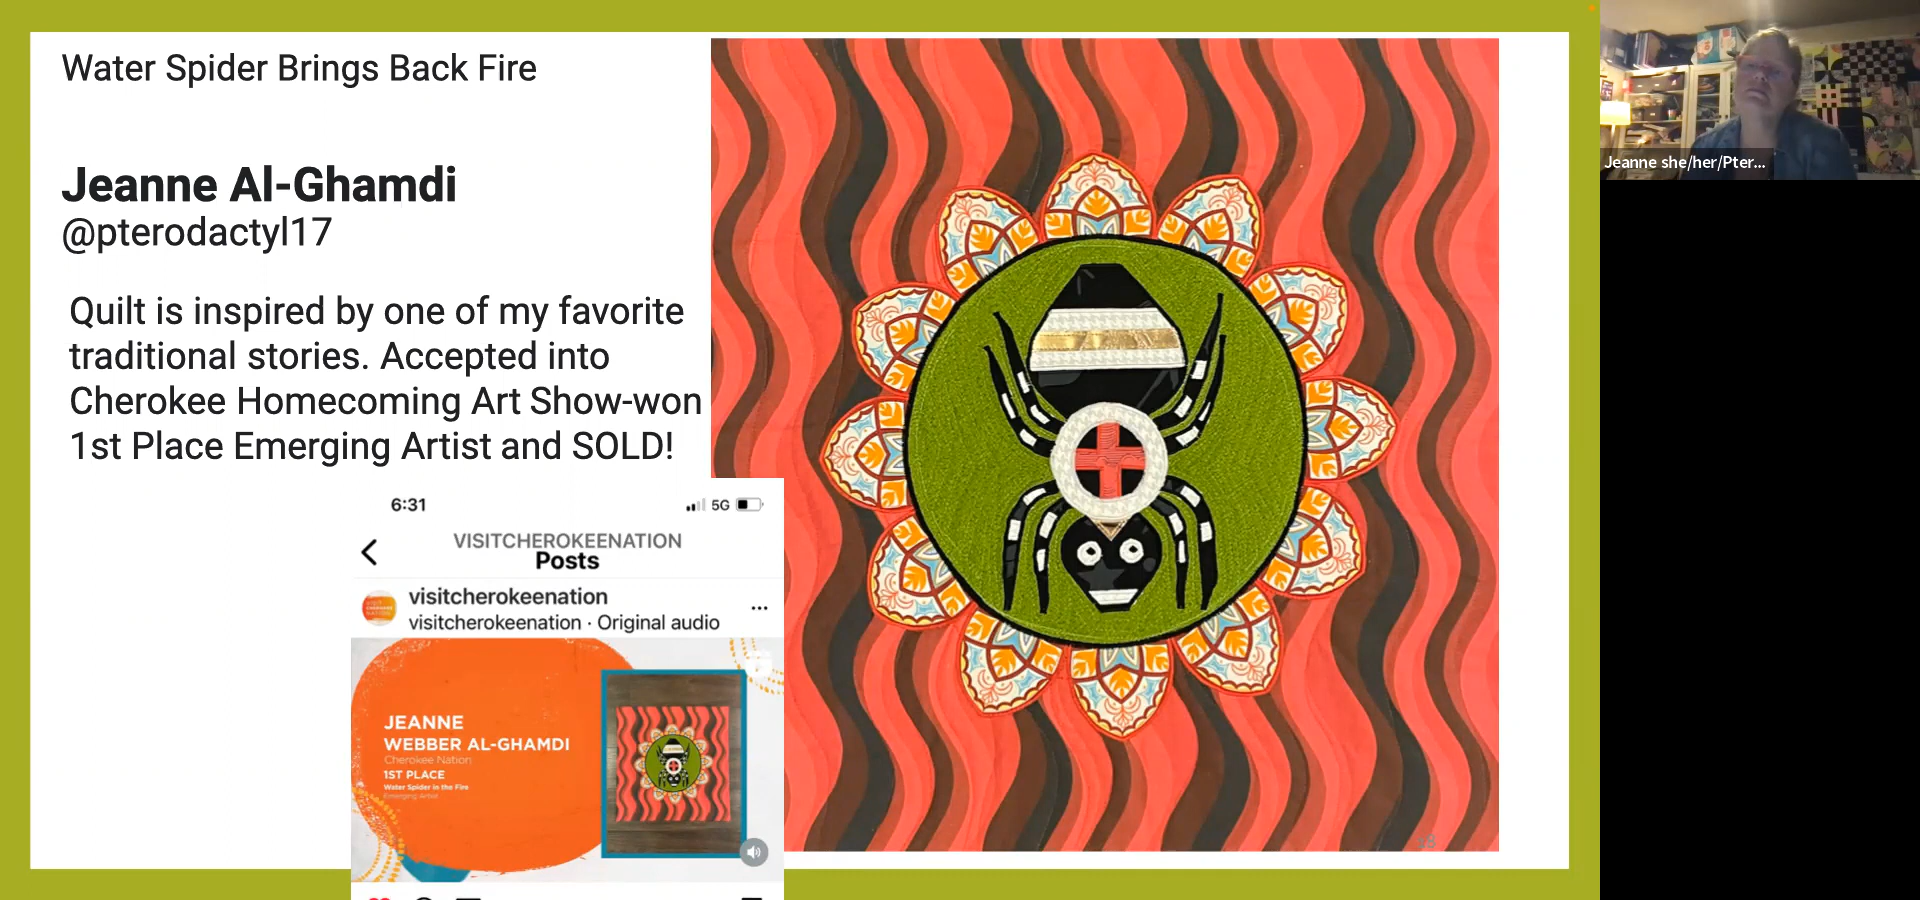 Water Spider Brings Back Fire
Jeanne Al-Ghamdi
@pterodactyl17
Quilt is inspired by one of my favorite
traditional stories. Accepted into
Cherokee Homecoming Art Show-won
1st Place Emerging Artist and SOLD!
6:31
5G
VISITCHEROKEENATION
Posts
visitcherokeenation
visitcherokeenation · Original audio
JEANNE
WEBBER AL-GHAMDI
Cherokee Nation
1ST PLACE
Water Spider in the Fire
Emerging Artist
Jeanne she/her/Pter...